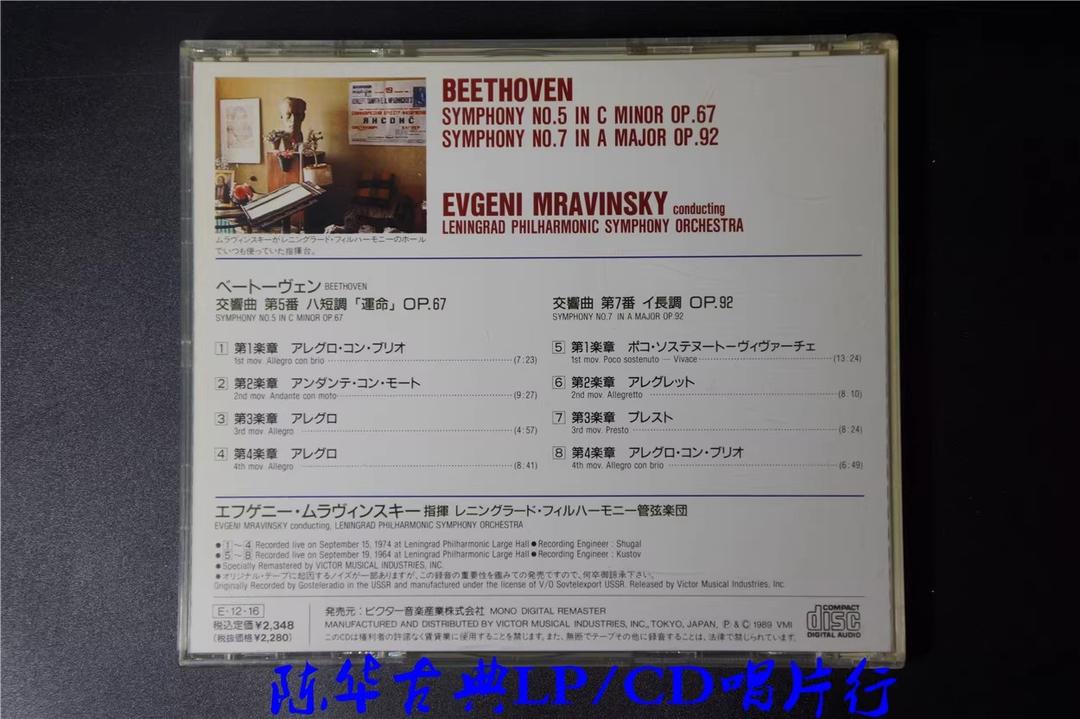 BEETHOVEN
SYMPHONY NO.5 IN C MINOR OP.67
SYMPHONY NO.7 IN A MAJOR OP.92
EVGENI MRAVINSKY conducting
LENINGRAD PHILHARMONIC SYMPHONY ORCHESTRA
ЯНСОНС
ムラヴィンスキーがレニングラード・フィルハーモニーのホール
でいつも使っていた指揮台。
ベートーヴェン BEETHOVEN
交響曲 第5番 ハ短調「運命」OP.67
SYMPHONY NO.5 IN C MINOR OP.67
1 第1楽章 アレグロ・コン・ブリオ
1st mov. Allegro con brio (7:23)
2 第2楽章 アンダンテ・コン・モート
2nd mov. Andante con moto (9:27)
3 第3楽章 アレグロ
3rd mov. Allegro (4:57)
4 第4楽章 アレグロ
4th mov. Allegro (8:41)
交響曲 第7番 イ長調 OP.92
SYMPHONY NO.7 IN A MAJOR OP.92
5 第1楽章 ポコ・ソステヌートーヴィヴァーチェ
1st mov. Poco sostenuto — Vivace (13:24)
6 第2楽章 アレグレット
2nd mov. Allegretto (8:10)
7 第3楽章 プレスト
3rd mov. Presto (8:24)
8 第4楽章 アレグロ・コン・ブリオ
4th mov. Allegro con brio (6:49)
エフゲニー・ムラヴィンスキー 指揮 レニングラード・フィルハーモニー管弦楽団
EVGENI MRAVINSKY conducting, LENINGRAD PHILHARMONIC SYMPHONY ORCHESTRA
●1～4 Recorded live on September 15, 1974 at Leningrad Philharmonic Large Hall ●Recording Engineer : Shugal
●5～8 Recorded live on September 19, 1964 at Leningrad Philharmonic Large Hall ●Recording Engineer : Kustov
●Specially Remastered by VICTOR MUSICAL INDUSTRIES, INC.
●オリジナル・テープに起因するノイズが一部ありますが、この録音の重要性を鑑みての発売ですので、何卒御諒承下さい。
Originally Recorded by Gosteleradio in the USSR and manufactured under the license of V/O Sovtelexport USSR. Released by Victor Musical Industries, Inc.
E・12・16
税込定価¥2,348
(税抜価格¥2,280)
発売元:ビクター音楽産業株式会社 MONO DIGITAL REMASTER
MANUFACTURED AND DISTRIBUTED BY VICTOR MUSICAL INDUSTRIES, INC., TOKYO, JAPAN, Ⓟ & Ⓒ 1989 VMI
このCDは権利者の許諾なく賃貸業に使用することを禁じます。また、無断でテープその他に録音することは、法律で禁じられています。
COMPACT
disc
DIGITAL AUDIO
陈华古典LP/CD唱片行